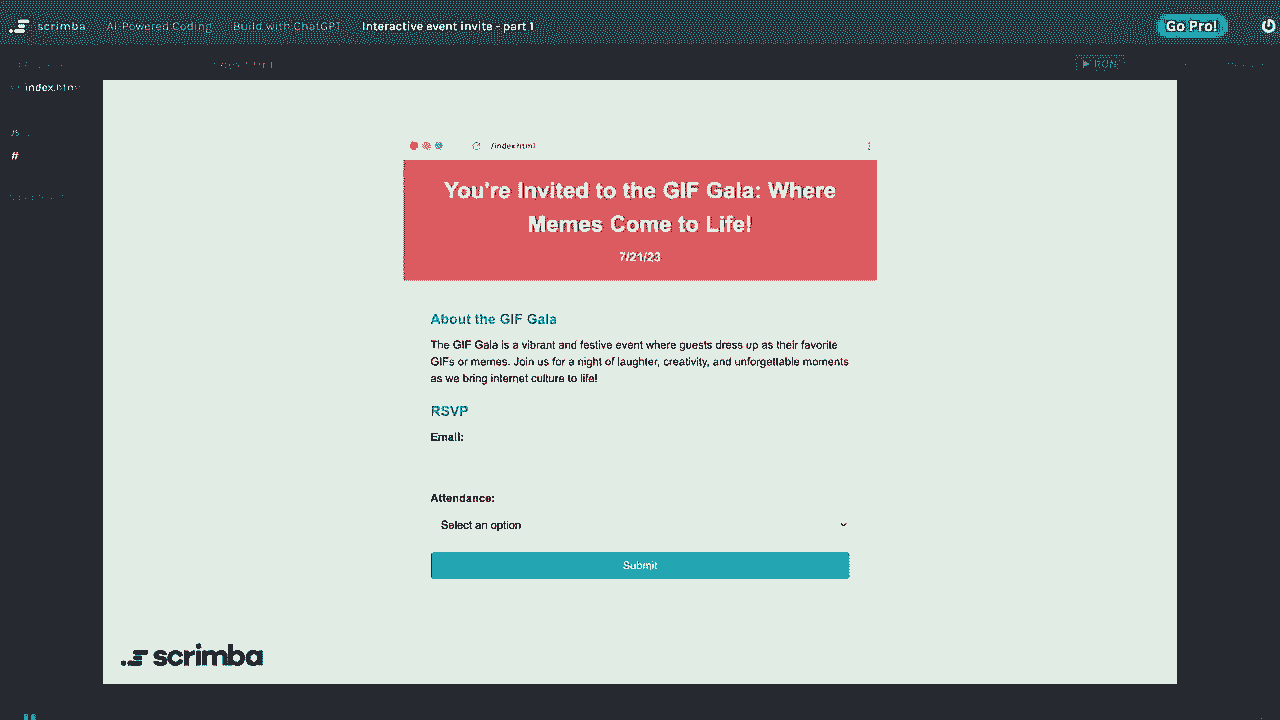 scrimba AI-Powered Coding Build with ChatGPT Interactive event invite - part 1 Go Pro!
RUN
index.htm
/index.html
You're Invited to the GIF Gala: Where
Memes Come to Life!
7/21/23
About the GIF Gala
The GIF Gala is a vibrant and festive event where guests dress up as their favorite
GIFs or memes. Join us for a night of laughter, creativity, and unforgettable moments
as we bring internet culture to life!
RSVP
Email:
Attendance:
Select an option
Submit
scrimba